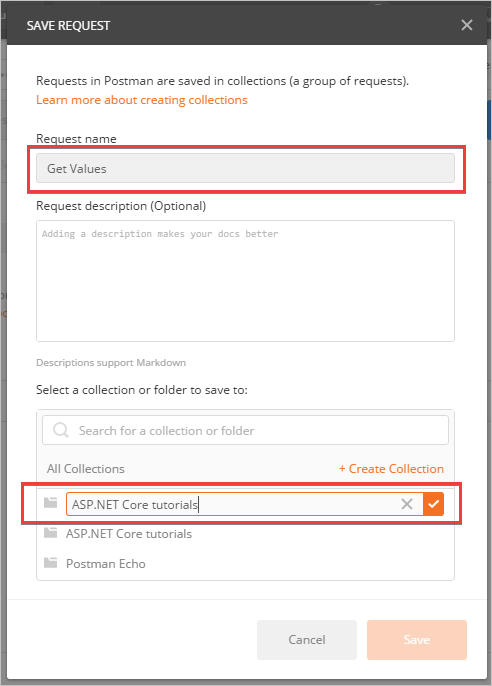 SAVE REQUEST
Requests in Postman are saved in collections (a group of requests).
Learn more about creating collections
Request name
Get Values
Request description (Optional)
Adding a description makes your docs better
Descriptions support Markdown
Select a collection or folder to save to:
Search for a collection or folder
All Collections
+ Create Collection
ASP.NET Core tutorials
ASP.NET Core tutorials
Postman Echo
Cancel
Save